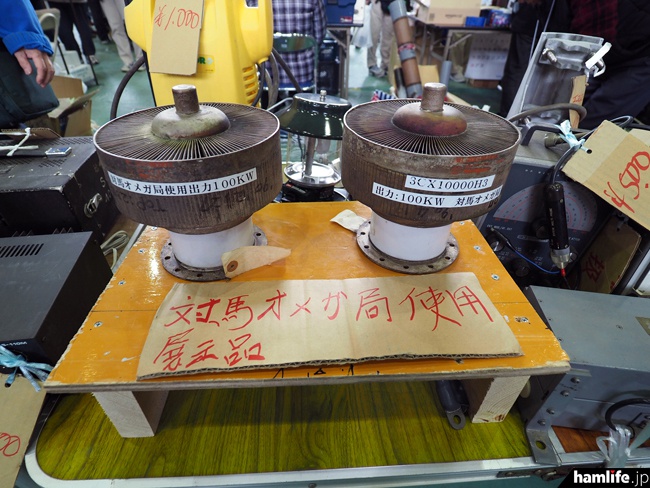 ¥1,000
対馬オメガ局使用出力100KW
3CX10000H3
出力:100KW 対馬オメガ
¥500
対馬オメガ局使用
展示品
hamlife.jp